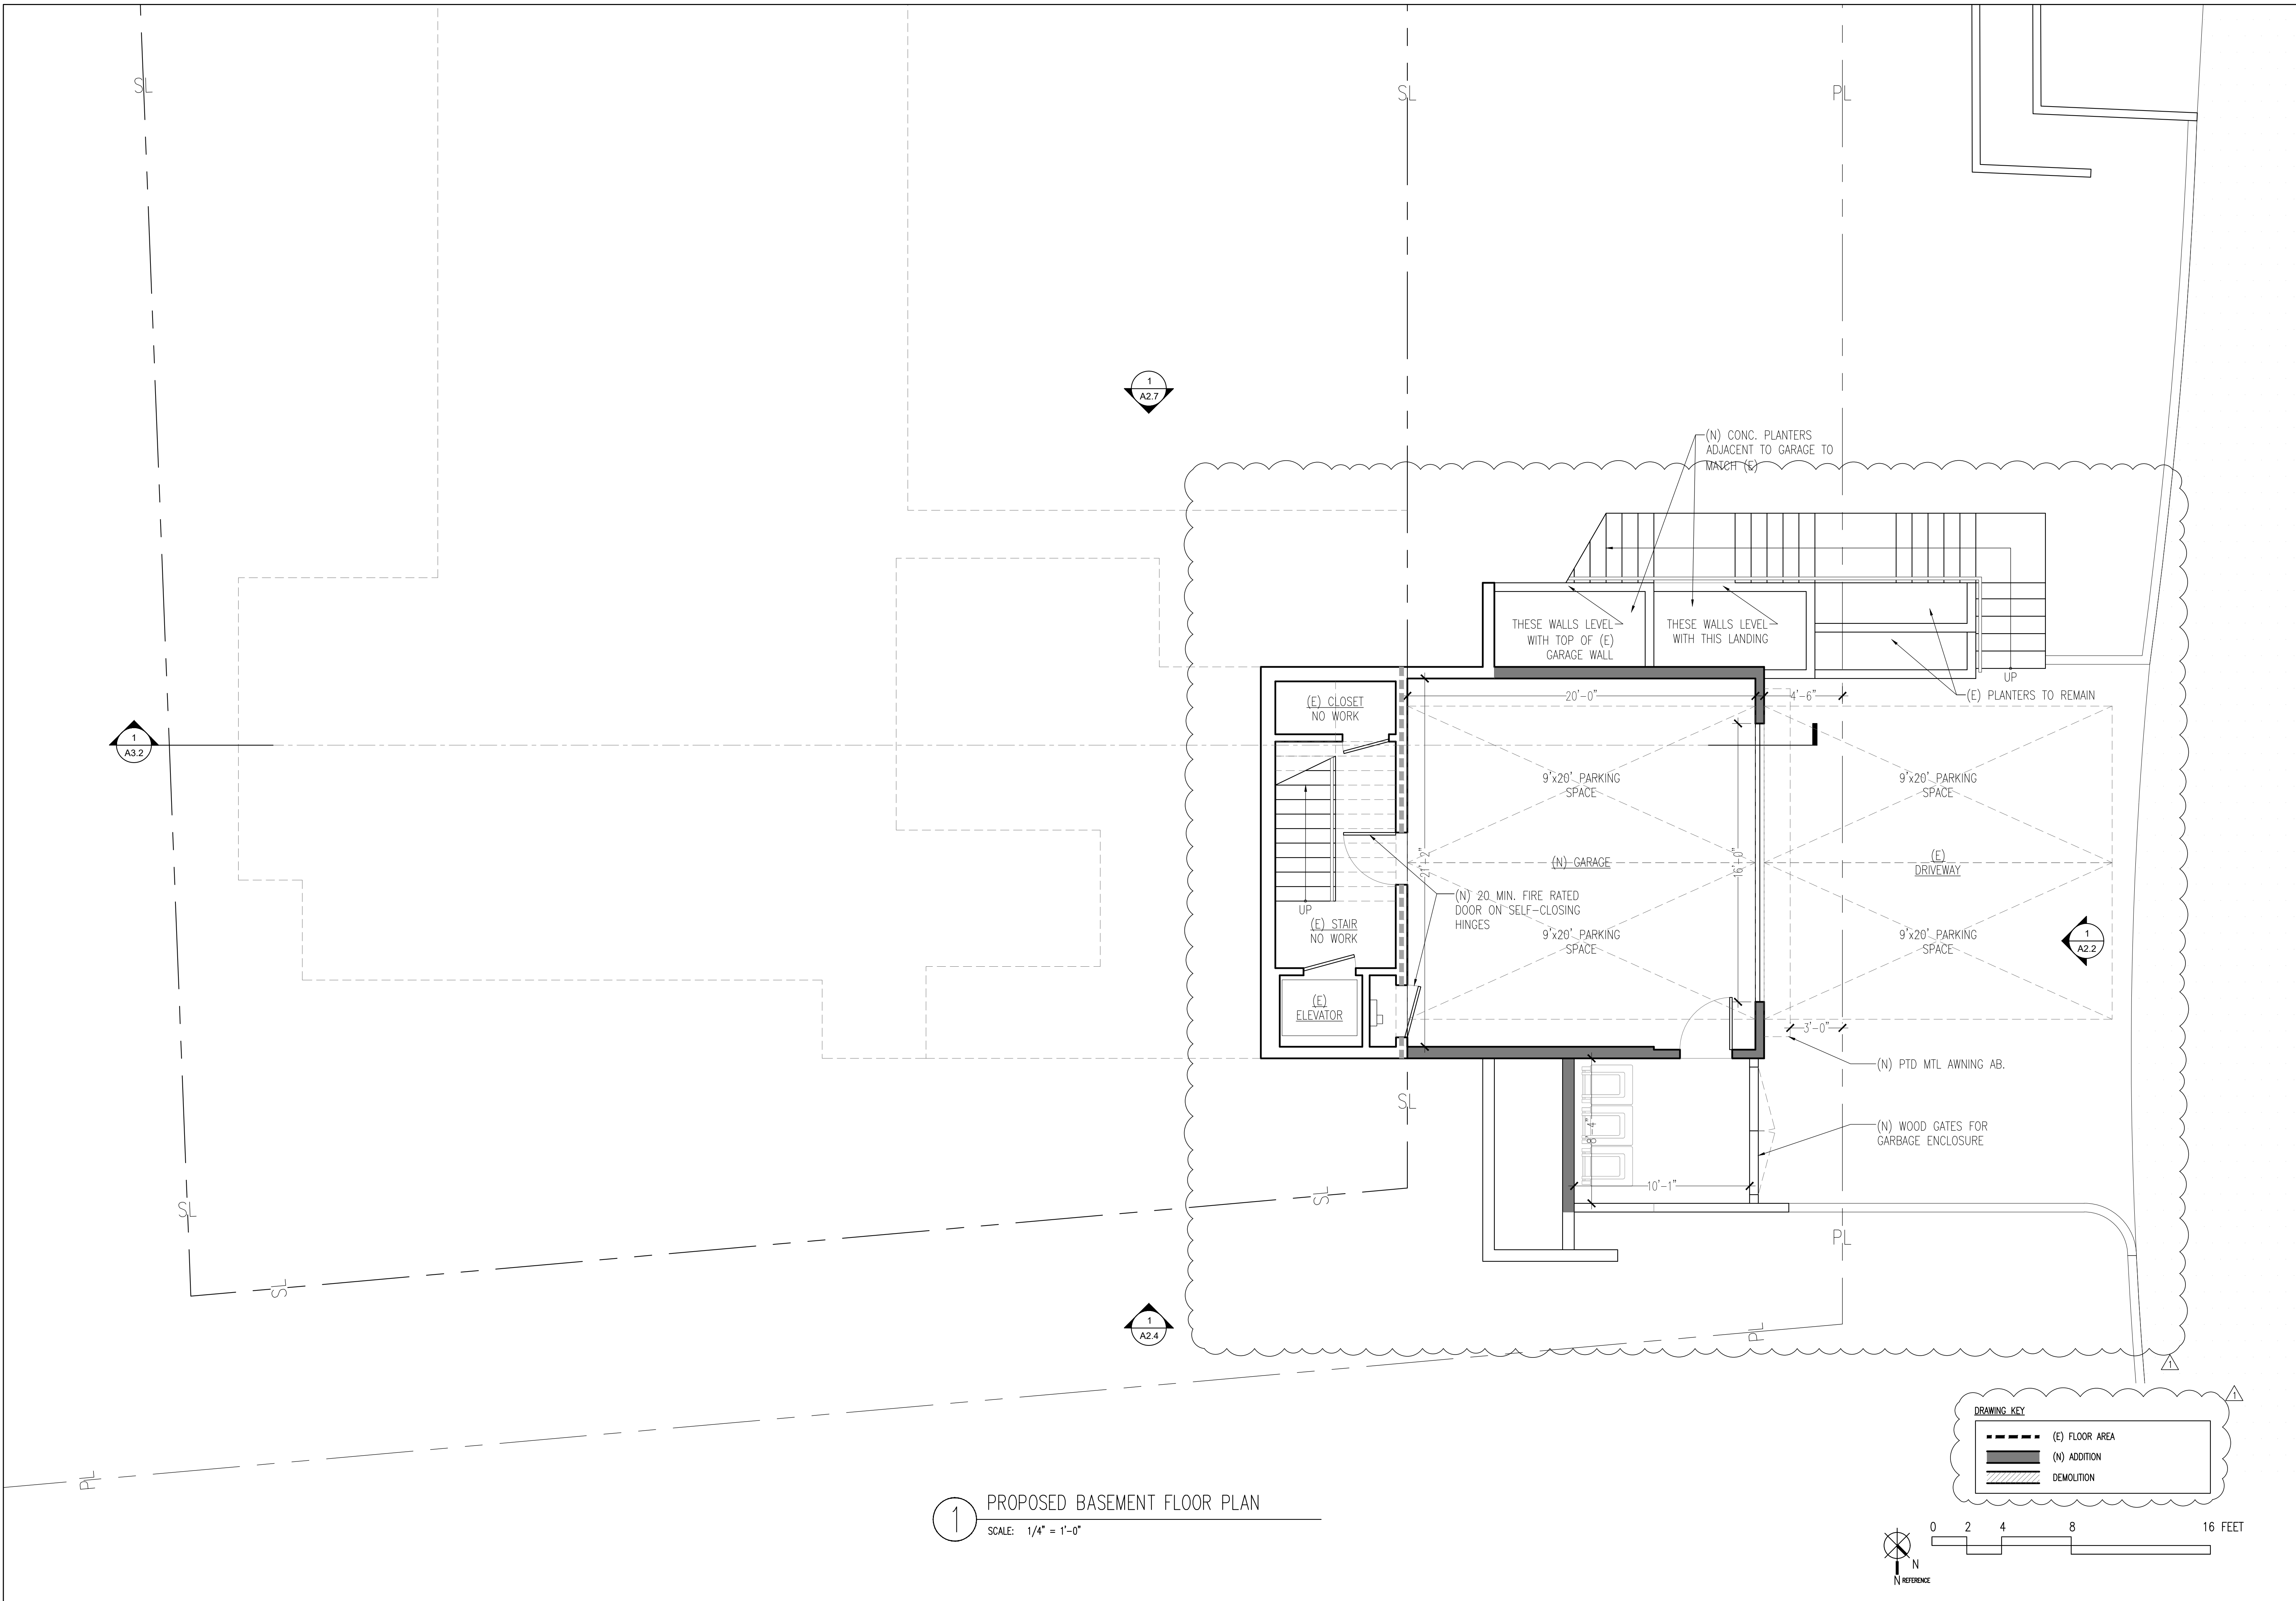 SL
SL
PL
1
A2.7
(N) CONC. PLANTERS
ADJACENT TO GARAGE TO
MATCH (E)
THESE WALLS LEVEL
WITH TOP OF (E)
GARAGE WALL
THESE WALLS LEVEL
WITH THIS LANDING
UP
(E) PLANTERS TO REMAIN
(E) CLOSET
NO WORK
20'-0"
4'-6"
1
A3.2
9'x20' PARKING
SPACE
9'x20' PARKING
SPACE
21'-2"
(N) GARAGE
16'-0"
(E)
DRIVEWAY
(N) 20 MIN. FIRE RATED
DOOR ON SELF-CLOSING
HINGES
UP
(E) STAIR
NO WORK
9'x20' PARKING
SPACE
9'x20' PARKING
SPACE
1
A2.2
(E)
ELEVATOR
3'-0"
(N) PTD MTL AWNING AB.
SL
8'-4"
(N) WOOD GATES FOR
GARBAGE ENCLOSURE
10'-1"
SL
SL
PL
SL
1
A2.4
PL
1
1
PL
DRAWING KEY
(E) FLOOR AREA
(N) ADDITION
DEMOLITION
1
PROPOSED BASEMENT FLOOR PLAN
SCALE: 1/4" = 1'-0"
0 2 4 8 16 FEET
N
N REFERENCE